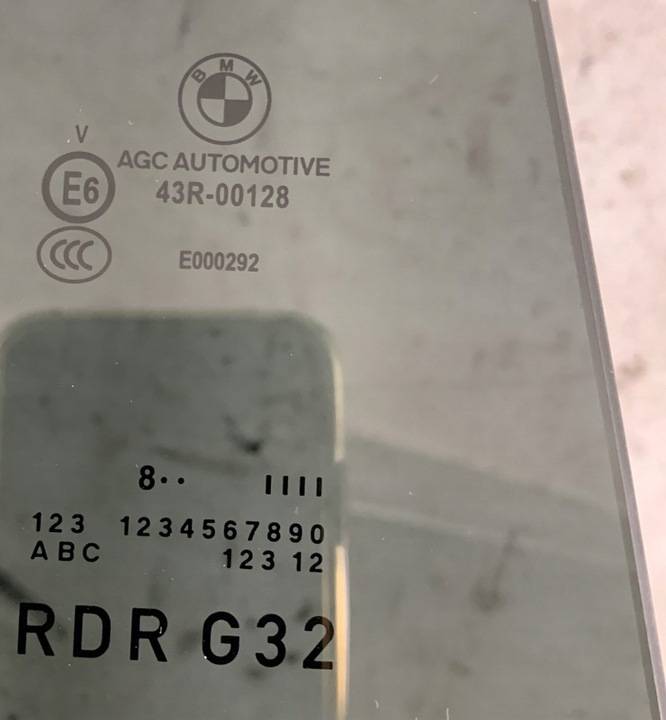 BMW
V
AGC AUTOMOTIVE
E6 43R-00128
CCC E000292
8·· IIII
123 1234567890
ABC 123 12
RDR G32